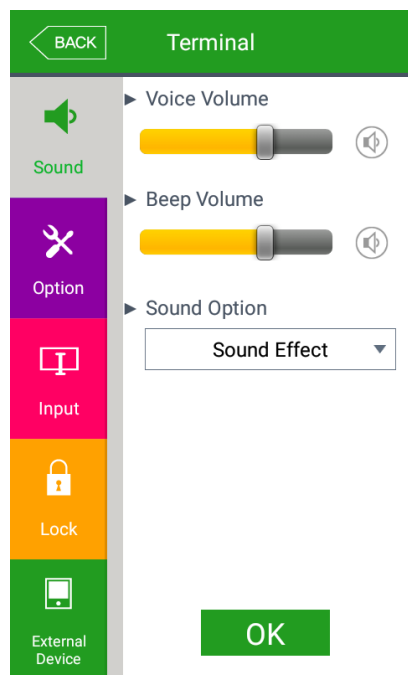 BACK
Terminal
Sound
Option
Input
Lock
External
Device
Voice Volume
Beep Volume
Sound Option
Sound Effect
OK